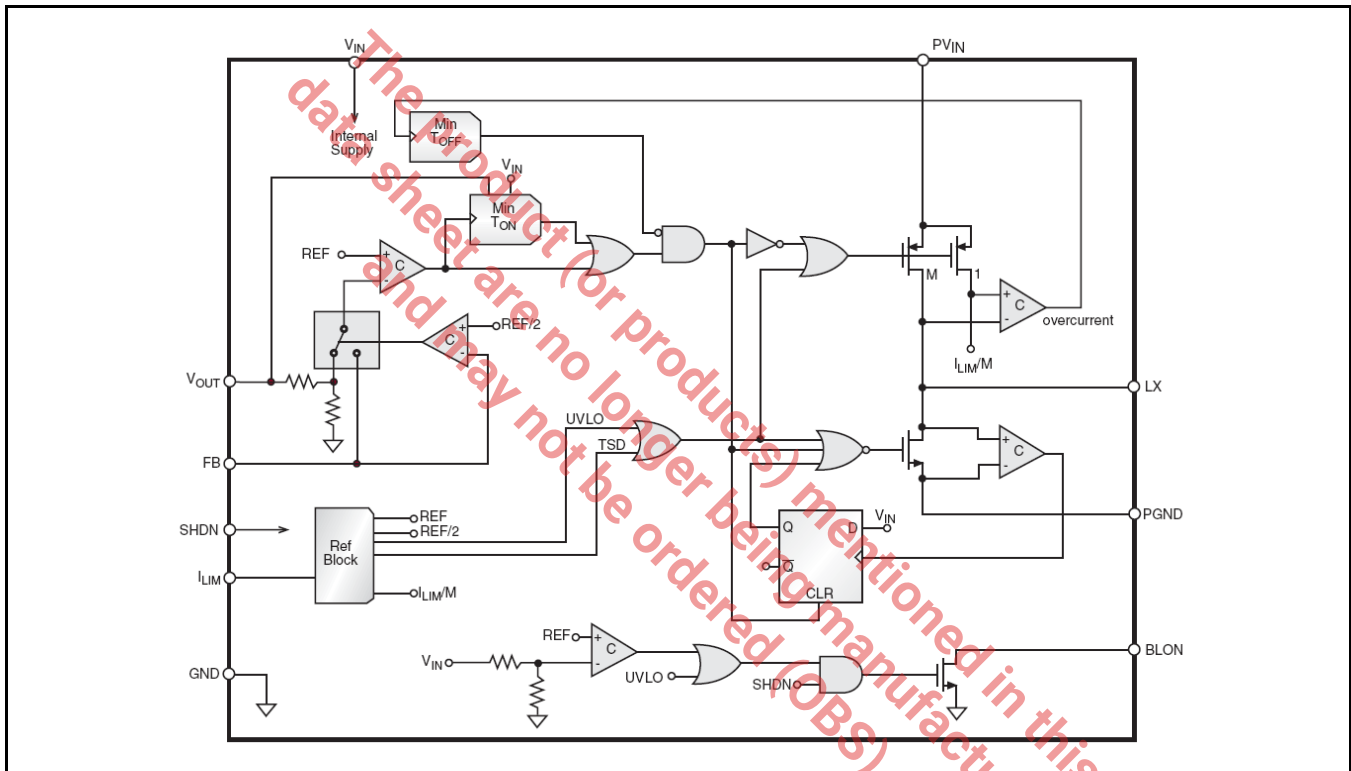 VIN
PVIN
Internal
Supply
Min
TOFF
VIN
Min
TON
REF
+
C
-
M
1
+
C
-
overcurrent
ILIM/M
REF/2
+
C
-
VOUT
LX
UVLO
TSD
FB
+
C
-
SHDN
REF
REF/2
Ref
Block
ILIM
ILIM/M
Q
D
VIN
Q
CLR
PGND
REF
+
C
-
VIN
UVLO
SHDN
BLON
GND
The product (or products) mentioned in this
data sheet are no longer being manufactu
and may not be ordered (OBS)